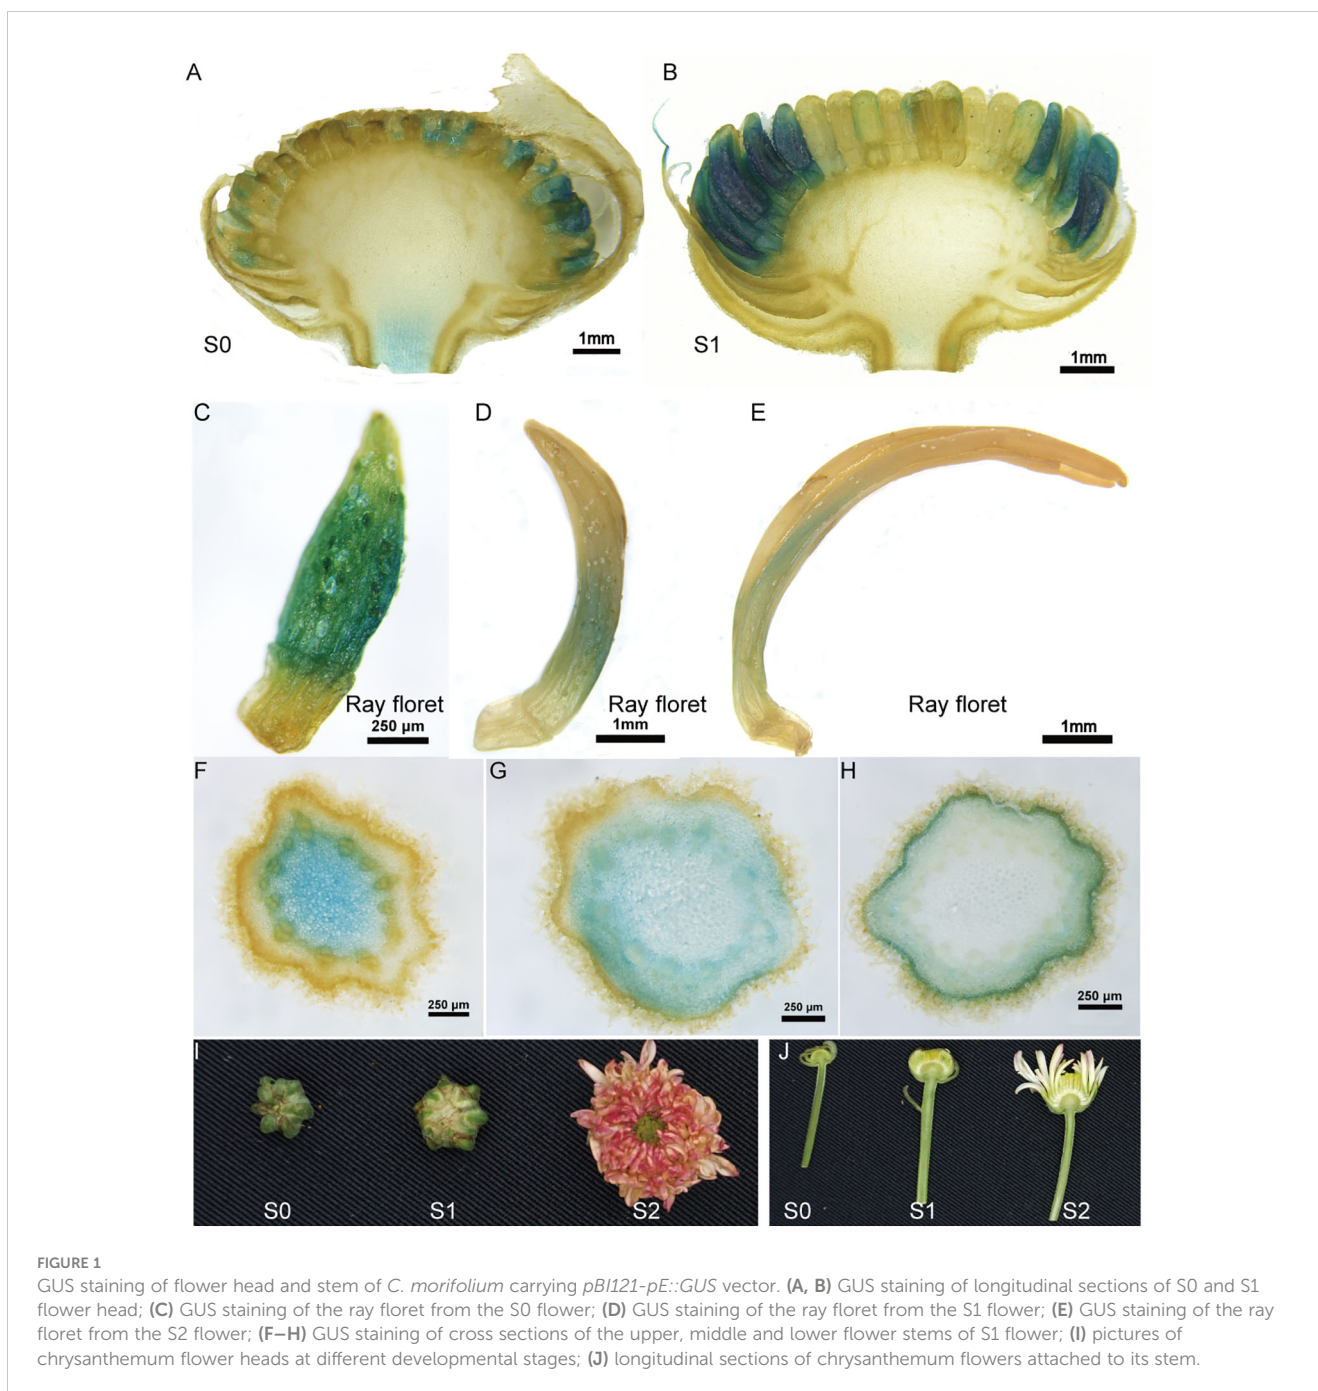 A
B
S0
1mm
S1
1mm
C
D
E
Ray floret
250 µm
Ray floret
1mm
Ray floret
1mm
F
G
H
250 µm
250 µm
250 µm
I
J
S0
S1
S2
S0
S1
S2
FIGURE 1
GUS staining of flower head and stem of C. morifolium carrying pBI121-pE::GUS vector. (A, B) GUS staining of longitudinal sections of S0 and S1
flower head; (C) GUS staining of the ray floret from the S0 flower; (D) GUS staining of the ray floret from the S1 flower; (E) GUS staining of the ray
floret from the S2 flower; (F–H) GUS staining of cross sections of the upper, middle and lower flower stems of S1 flower; (I) pictures of
chrysanthemum flower heads at different developmental stages; (J) longitudinal sections of chrysanthemum flowers attached to its stem.